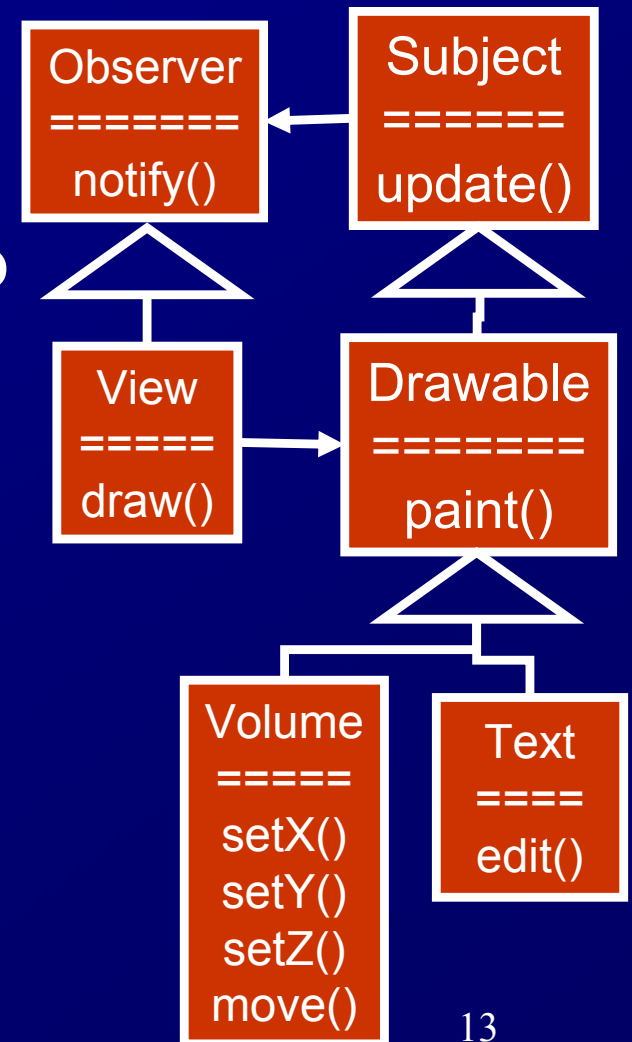 Observer
=======
notify()
Subject
======
update()
View
=====
draw()
Drawable
=======
paint()
Volume
=====
setX()
setY()
setZ()
move()
Text
====
edit()
13